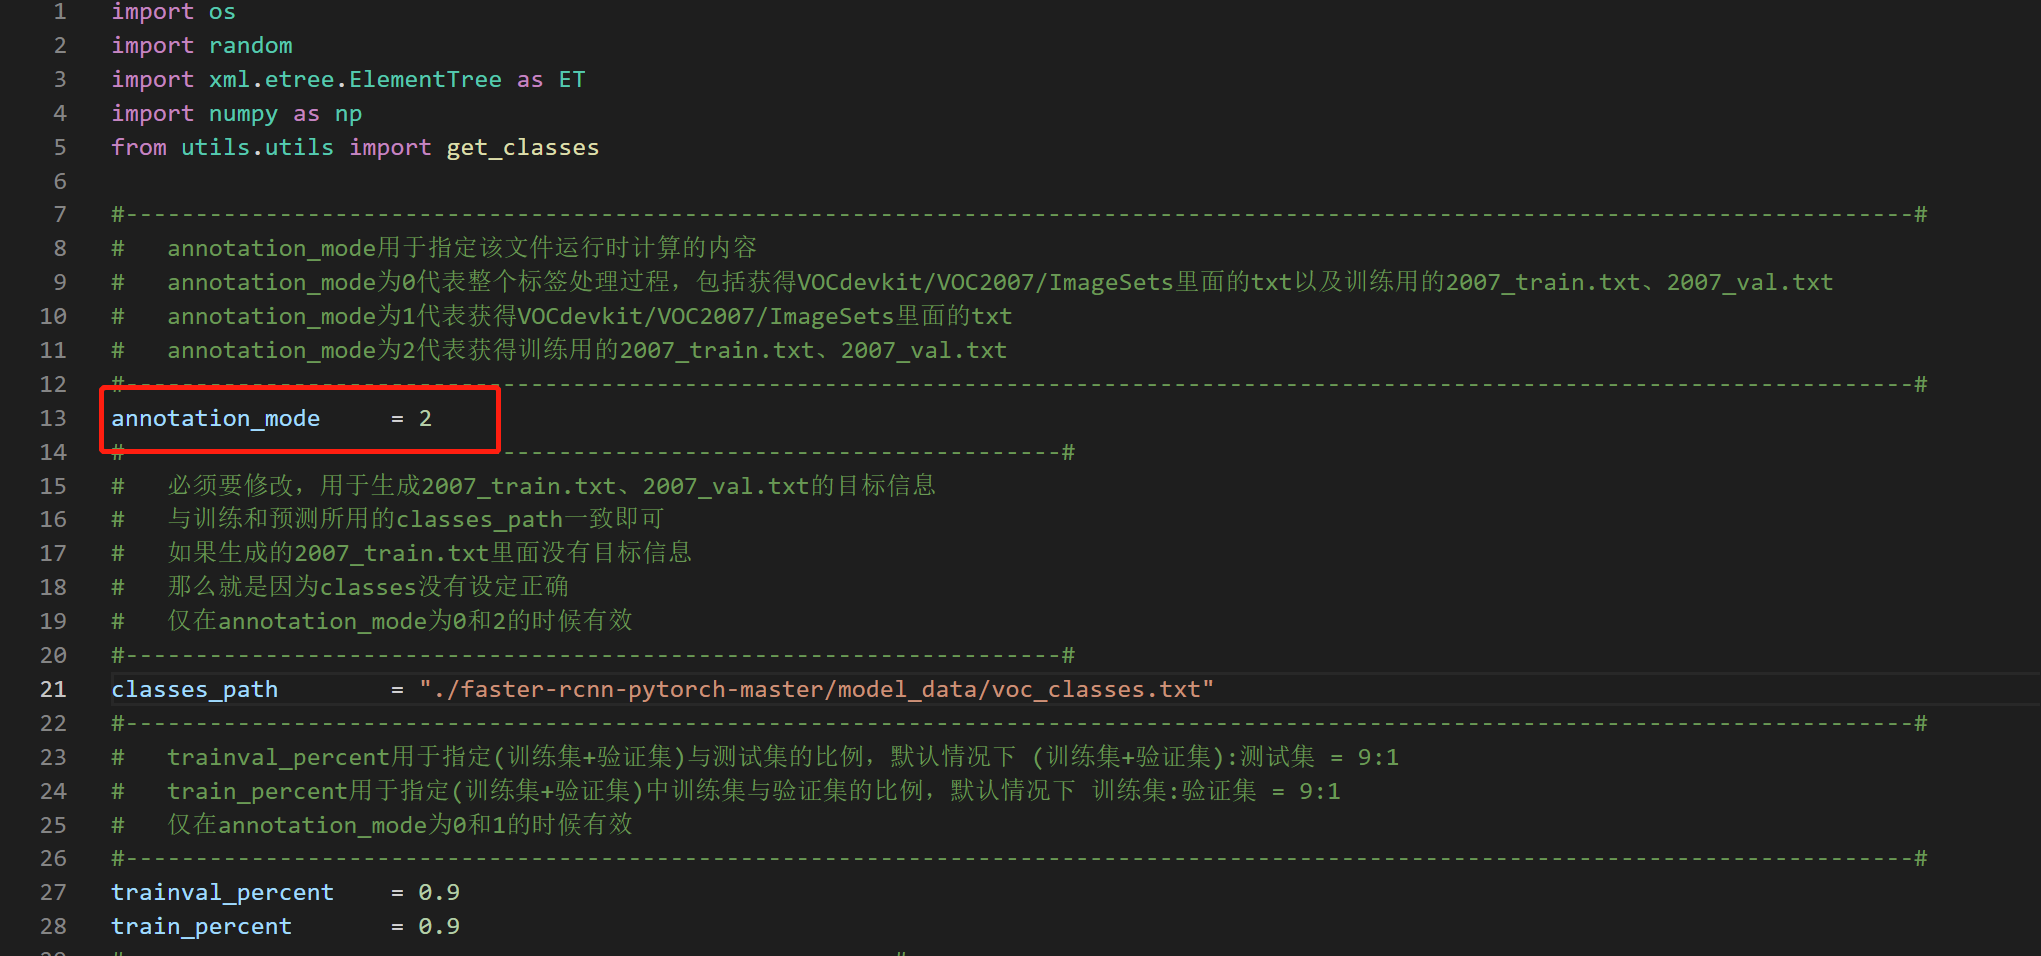 1 import os
2 import random
3 import xml.etree.ElementTree as ET
4 import numpy as np
5 from utils.utils import get_classes
6
7 #--------------------------------------------------------------------------------------------------------------------------------#
8 #   annotation_mode用于指定该文件运行时计算的内容
9 #   annotation_mode为0代表整个标签处理过程，包括获得VOCdevkit/VOC2007/ImageSets里面的txt以及训练用的2007_train.txt、2007_val.txt
10 #   annotation_mode为1代表获得VOCdevkit/VOC2007/ImageSets里面的txt
11 #   annotation_mode为2代表获得训练用的2007_train.txt、2007_val.txt
12 #--------------------------------------------------------------------------------------------------------------------------------#
13 annotation_mode     = 2
14 #-------------------------------------------------------------------#
15 #   必须要修改，用于生成2007_train.txt、2007_val.txt的目标信息
16 #   与训练和预测所用的classes_path一致即可
17 #   如果生成的2007_train.txt里面没有目标信息
18 #   那么就是因为classes没有设定正确
19 #   仅在annotation_mode为0和2的时候有效
20 #-------------------------------------------------------------------#
21 classes_path        = "./faster-rcnn-pytorch-master/model_data/voc_classes.txt"
22 #--------------------------------------------------------------------------------------------------------------------------------#
23 #   trainval_percent用于指定(训练集+验证集)与测试集的比例，默认情况下 (训练集+验证集):测试集 = 9:1
24 #   train_percent用于指定(训练集+验证集)中训练集与验证集的比例，默认情况下 训练集:验证集 = 9:1
25 #   仅在annotation_mode为0和1的时候有效
26 #--------------------------------------------------------------------------------------------------------------------------------#
27 trainval_percent    = 0.9
28 train_percent       = 0.9